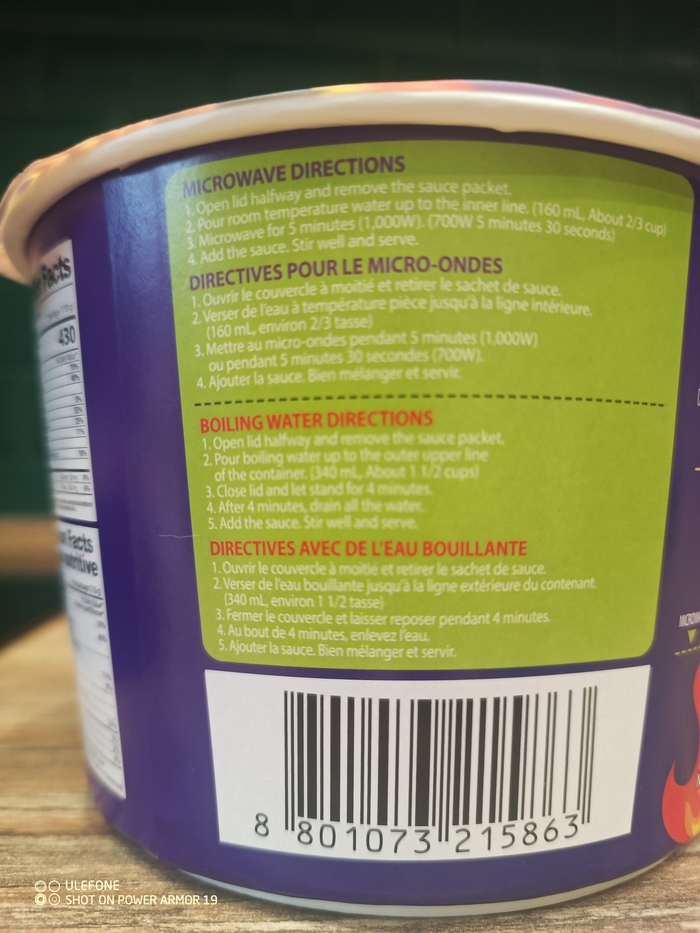 MICROWAVE DIRECTIONS
1. Open lid halfway and remove the sauce packet.
2. Pour room temperature water up to the inner line. (160 mL, About 2/3 cup)
3. Microwave for 5 minutes (1,000W). (700W 5 minutes 30 seconds)
4. Add the sauce. Stir well and serve.
DIRECTIVES POUR LE MICRO-ONDES
1. Ouvrir le couvercle à moitié et retirer le sachet de sauce.
2. Verser de l'eau à température pièce jusqu'à la ligne intérieure.
(160 mL, environ 2/3 tasse)
3. Mettre au micro-ondes pendant 5 minutes (1,000W)
ou pendant 5 minutes 30 secondes (700W).
4. Ajouter la sauce. Bien mélanger et servir.
BOILING WATER DIRECTIONS
1. Open lid halfway and remove the sauce packet.
2. Pour boiling water up to the outer upper line
of the container. (340 mL, About 1 1/2 cups)
3. Close lid and let stand for 4 minutes.
4. After 4 minutes, drain all the water.
5. Add the sauce. Stir well and serve.
DIRECTIVES AVEC DE L'EAU BOUILLANTE
1. Ouvrir le couvercle à moitié et retirer le sachet de sauce.
2. Verser de l'eau bouillante jusqu'à la ligne extérieure du contenant.
(340 mL, environ 1 1/2 tasse)
3. Fermer le couvercle et laisser reposer pendant 4 minutes.
4. Au bout de 4 minutes, enlevez l'eau.
5. Ajouter la sauce. Bien mélanger et servir.
8 801073 215863
Facts
430
Facts
ULEFONE
SHOT ON POWER ARMOR 19